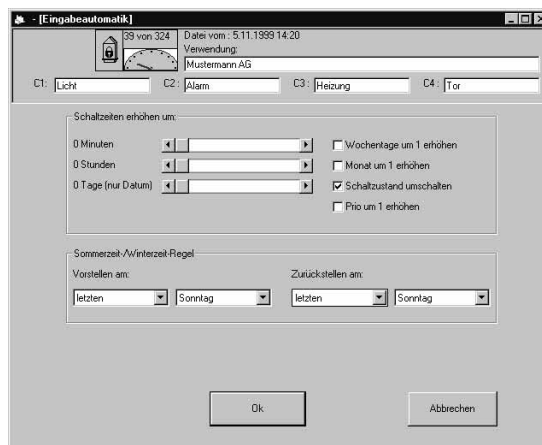 - [Eingabeautomatik]
39 von 324
Datei vom : 5.11.1999 14:20
Verwendung:
Mustermann AG
C1: Licht C2 : Alarm C3 : Heizung C4 : Tor
Schaltzeiten erhöhen um:
0 Minuten
Wochentage um 1 erhöhen
0 Stunden
Monat um 1 erhöhen
0 Tage (nur Datum)
Schaltzustand umschalten
Prio um 1 erhöhen
Sommerzeit-/Winterzeit-Regel
Vorstellen am: Zurückstellen am:
letzten Sonntag letzten Sonntag
Ok Abbrechen